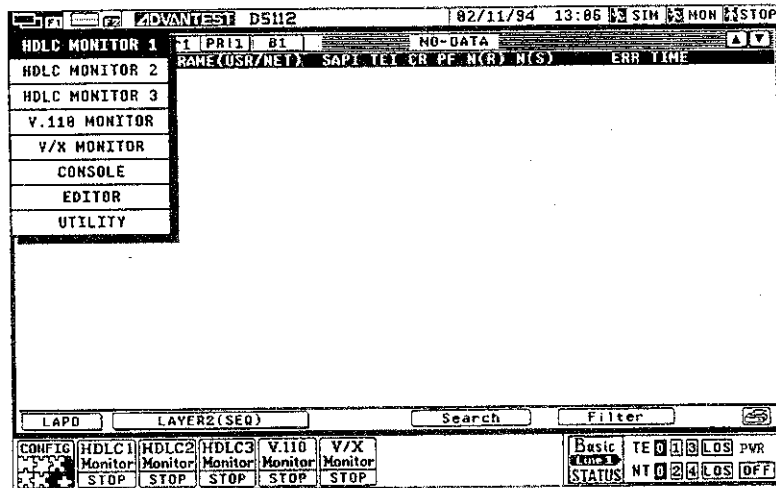 F1 F2 ADVANTEST D5112 02/11/94 13:06 SIM MON STOP
HDLC MONITOR 1 -1 PRI1 B1 NO-DATA
HDLC MONITOR 2 RAME(USR/NET) SAPI TEI CR PF N(R) N(S) ERR TIME
HDLC MONITOR 3
V.110 MONITOR
V/X MONITOR
CONSOLE
EDITOR
UTILITY
LAPD LAYER2(SEQ) Search Filter
CONFIG HDLC1 Monitor STOP HDLC2 Monitor STOP HDLC3 Monitor STOP V.110 Monitor STOP V/X Monitor STOP
Basic Line-1 STATUS TE 0 1 3 LOS PWR
NT 0 2 4 LOS OFF